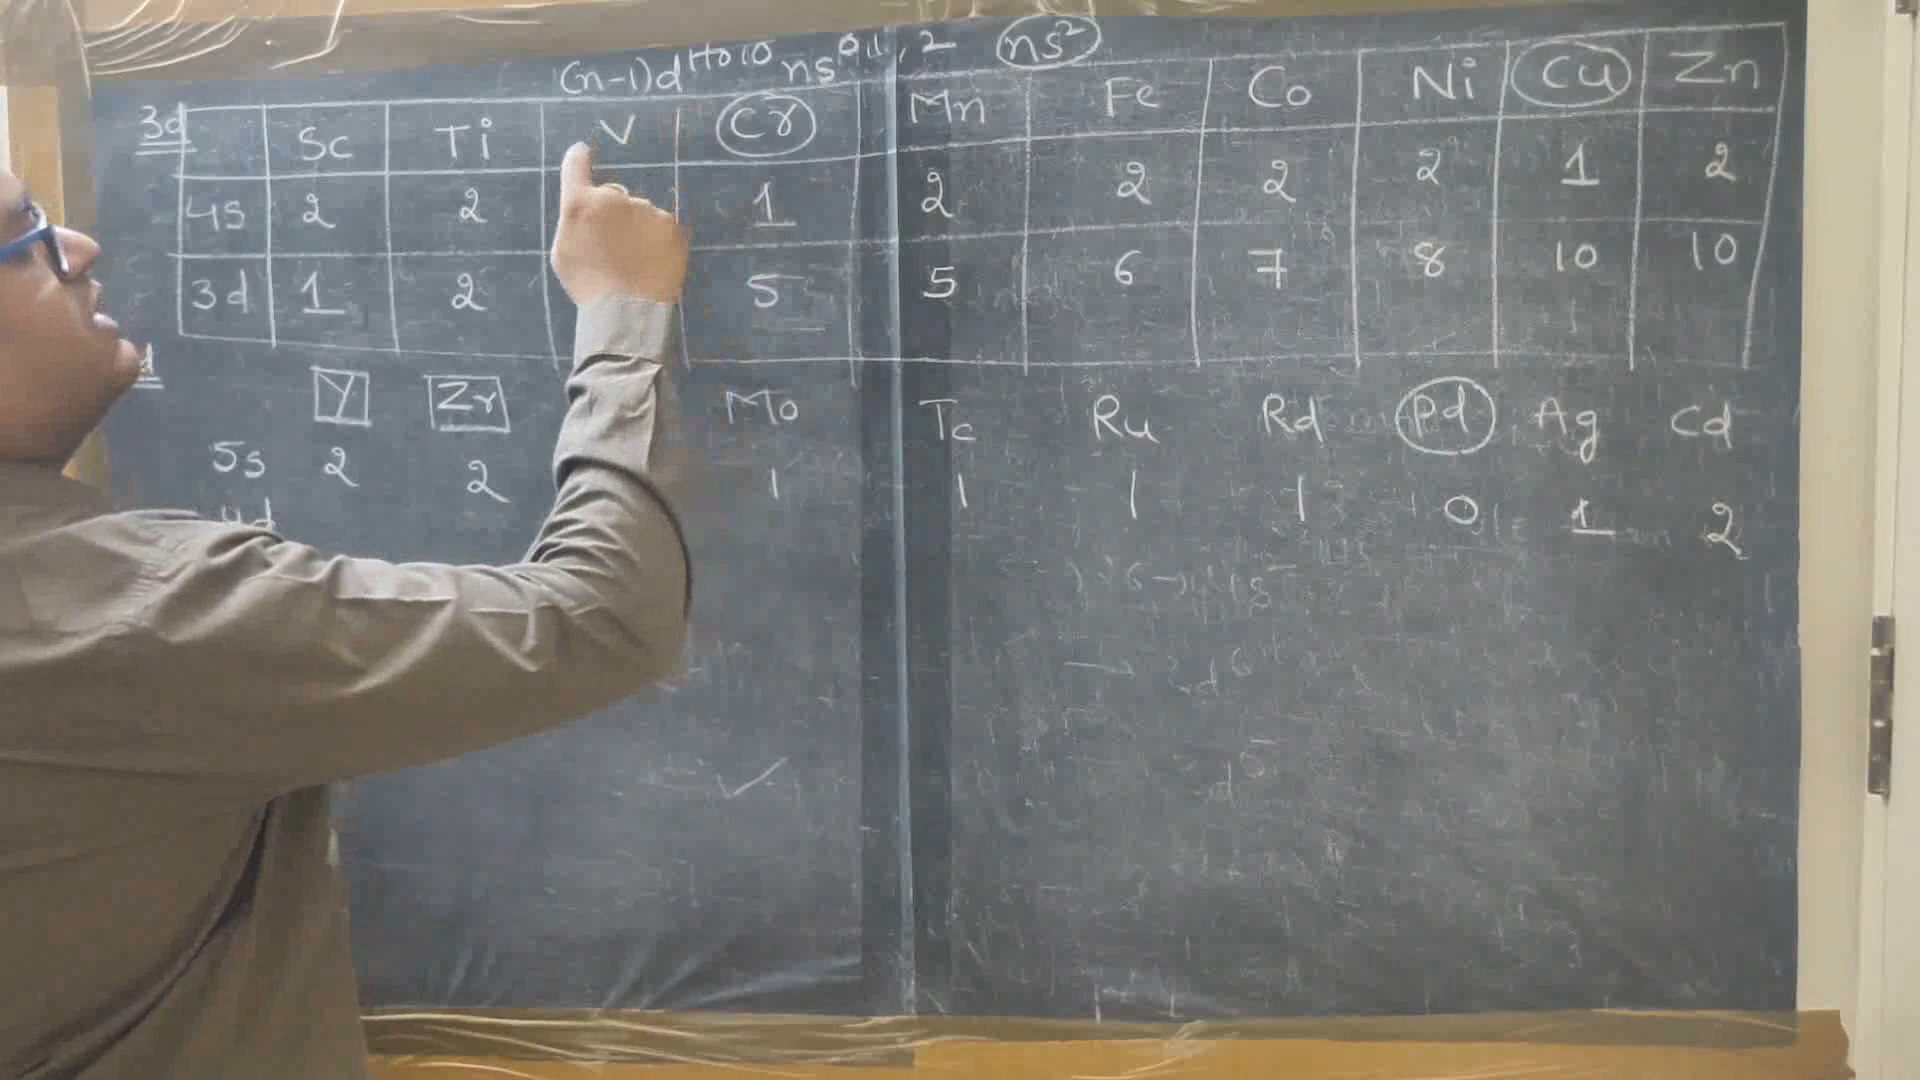 (n-1)d¹ᵗᵒ¹⁰ ns⁰,¹,² ns²
3d Sc Ti V Cr Mn Fe Co Ni Cu Zn
4s 2 2 1 2 2 2 2 1 2
3d 1 2 5 5 6 7 8 10 10
Y Zr Mo Tc Ru Rd Pd Ag Cd
5s 2 2 1 1 1 1 0 1 2
4d